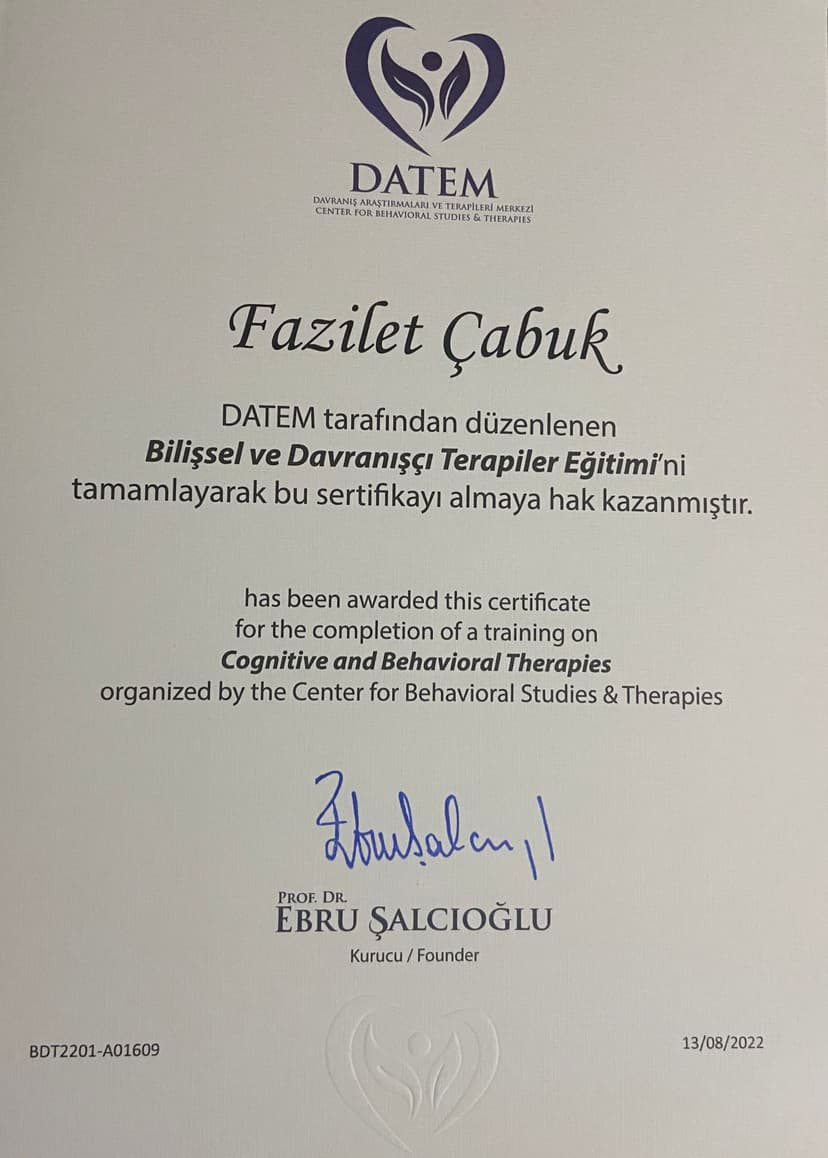 DATEM
DAVRANIŞ ARAŞTIRMALARI VE TERAPİLERİ MERKEZİ
CENTER FOR BEHAVIORAL STUDIES & THERAPIES
Fazilet Çabuk
DATEM tarafından düzenlenen
Bilişsel ve Davranışçı Terapiler Eğitimi'ni
tamamlayarak bu sertifikayı almaya hak kazanmıştır.
has been awarded this certificate
for the completion of a training on
Cognitive and Behavioral Therapies
organized by the Center for Behavioral Studies & Therapies
PROF. DR.
EBRU ŞALCIOĞLU
Kurucu / Founder
BDT2201-A01609
13/08/2022